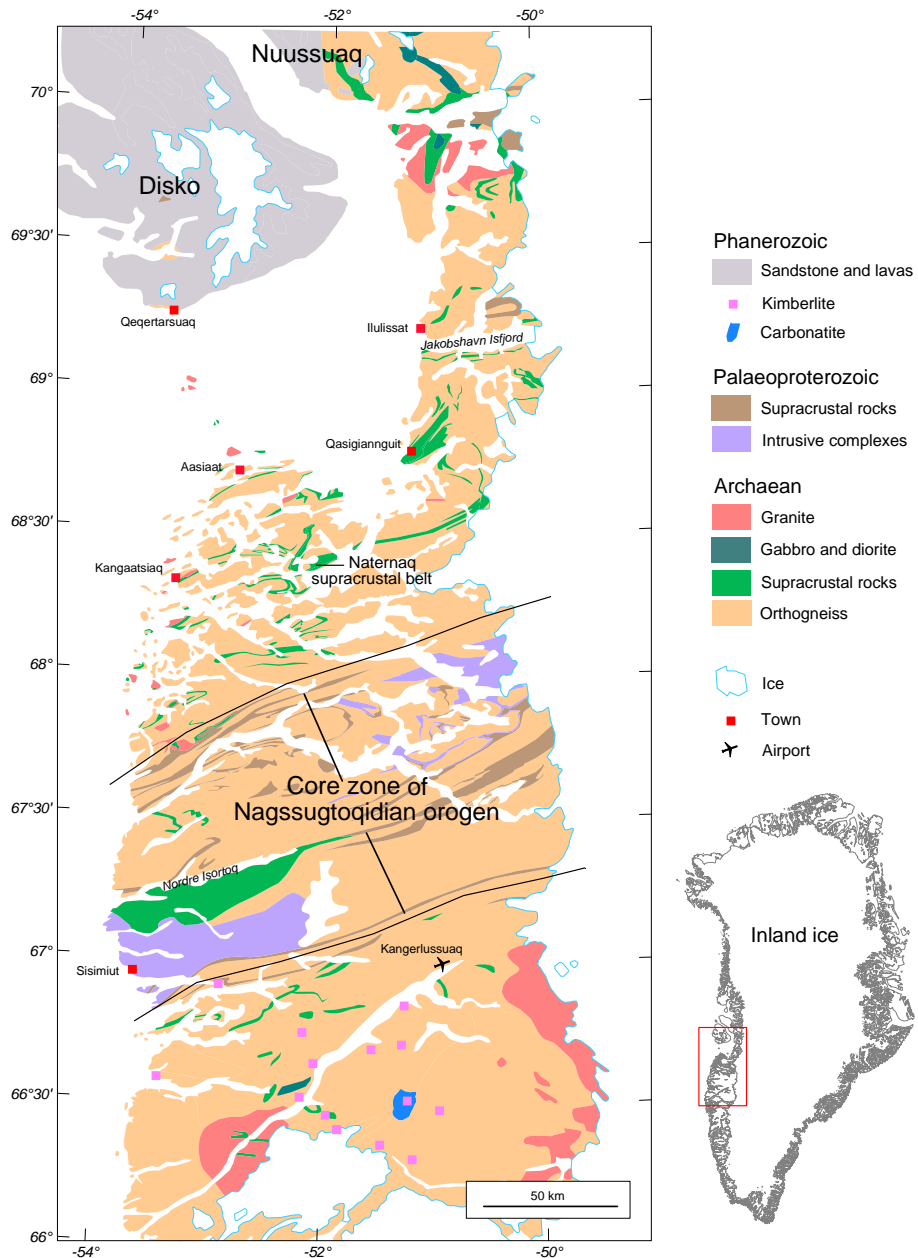 -54°
-52°
-50°
Nuussuaq
70°
Disko
69°30′
Qeqertarsuaq
Ilulissat
Jakobshavn Isfjord
69°
Qasigiannguit
Aasiaat
68°30′
Kangaatsiaq
Naternaq
supracrustal belt
68°
Core zone of
Nagssugtoqidian orogen
67°30′
Nordre Isortoq
67°
Kangerlussuaq
Sisimiut
66°30′
50 km
66°
-54°
-52°
-50°
Phanerozoic
Sandstone and lavas
Kimberlite
Carbonatite
Palaeoproterozoic
Supracrustal rocks
Intrusive complexes
Archaean
Granite
Gabbro and diorite
Supracrustal rocks
Orthogneiss
Ice
Town
Airport
Inland ice